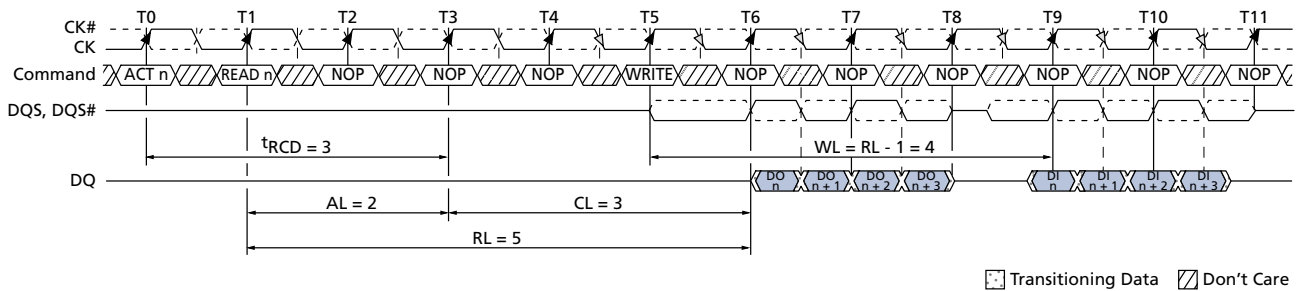 T0 T1 T2 T3 T4 T5 T6 T7 T8 T9 T10 T11
CK#
CK
Command ACT n READ n NOP NOP NOP WRITE NOP NOP NOP NOP NOP NOP
DQS, DQS#
tRCD = 3 WL = RL - 1 = 4
DQ DO n DO n + 1 DO n + 2 DO n + 3 DI n DI n + 1 DI n + 2 DI n + 3
AL = 2 CL = 3
RL = 5
Transitioning Data Don't Care